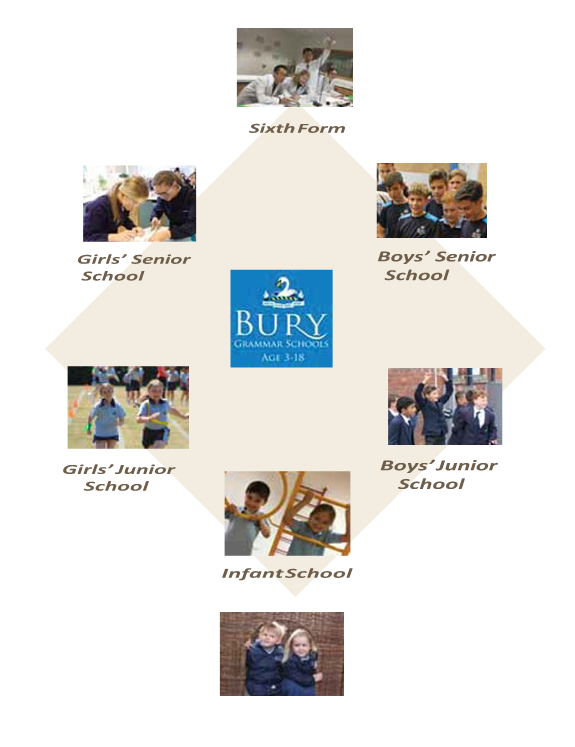 Sixth Form
Girls' Senior
School
Boys' Senior
School
BURY
GRAMMAR SCHOOLS
AGE 3-18
Girls' Junior
School
Boys' Junior
School
Infant School